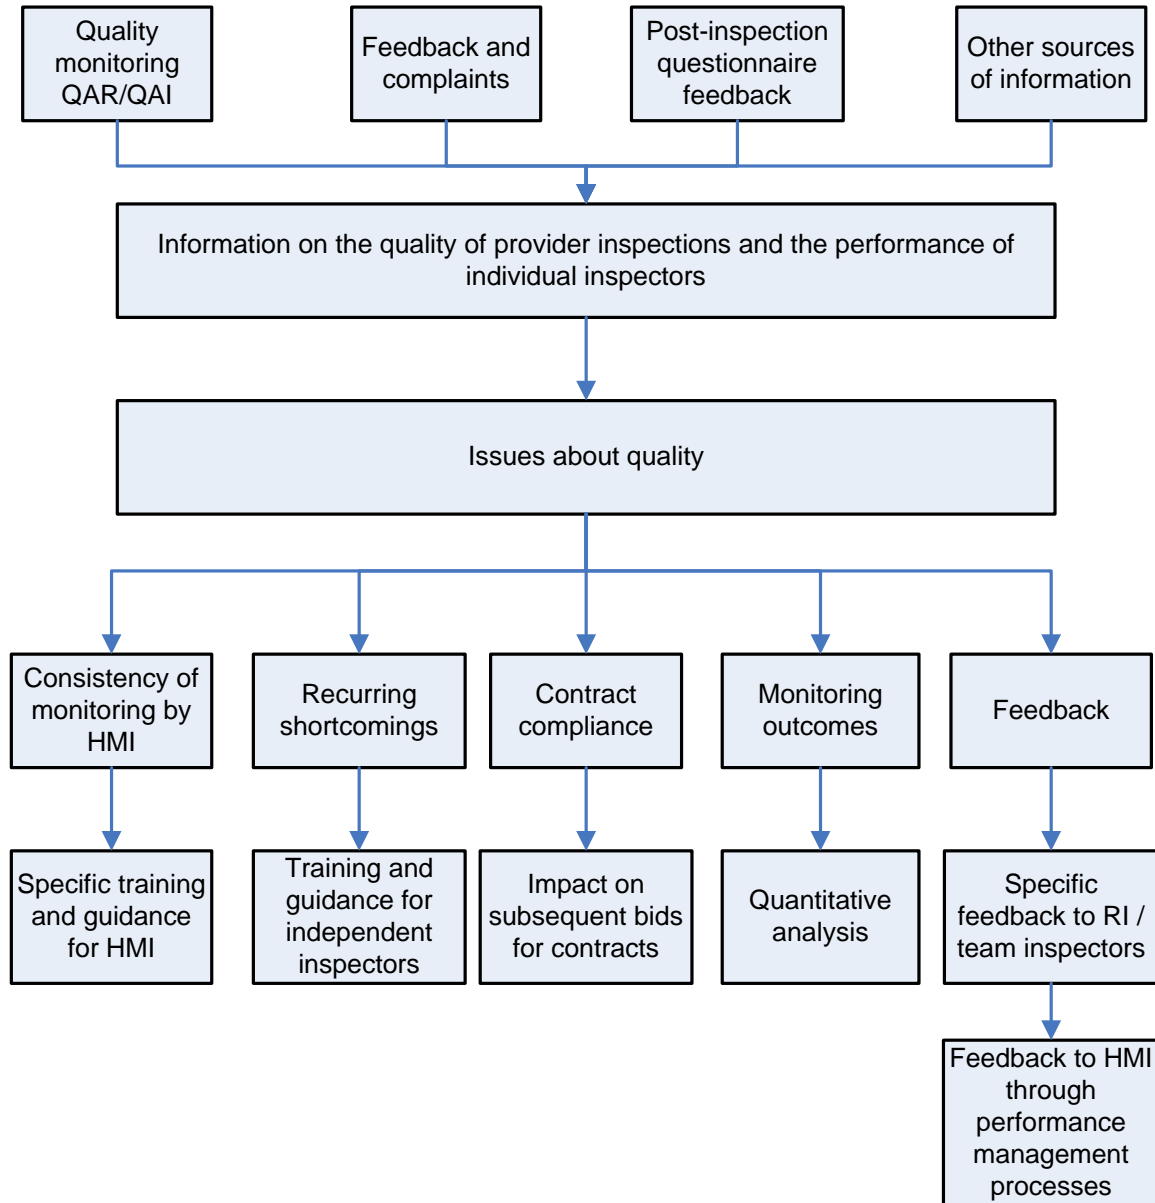 Quality
monitoring
QAR/QAI
Feedback and
complaints
Post-inspection
questionnaire
feedback
Other sources
of information
Information on the quality of provider inspections and the performance of
individual inspectors
Issues about quality
Consistency of
monitoring by
HMI
Recurring
shortcomings
Contract
compliance
Monitoring
outcomes
Feedback
Specific training
and guidance
for HMI
Training and
guidance for
independent
inspectors
Impact on
subsequent bids
for contracts
Quantitative
analysis
Specific
feedback to RI /
team inspectors
Feedback to HMI
through
performance
management
processes